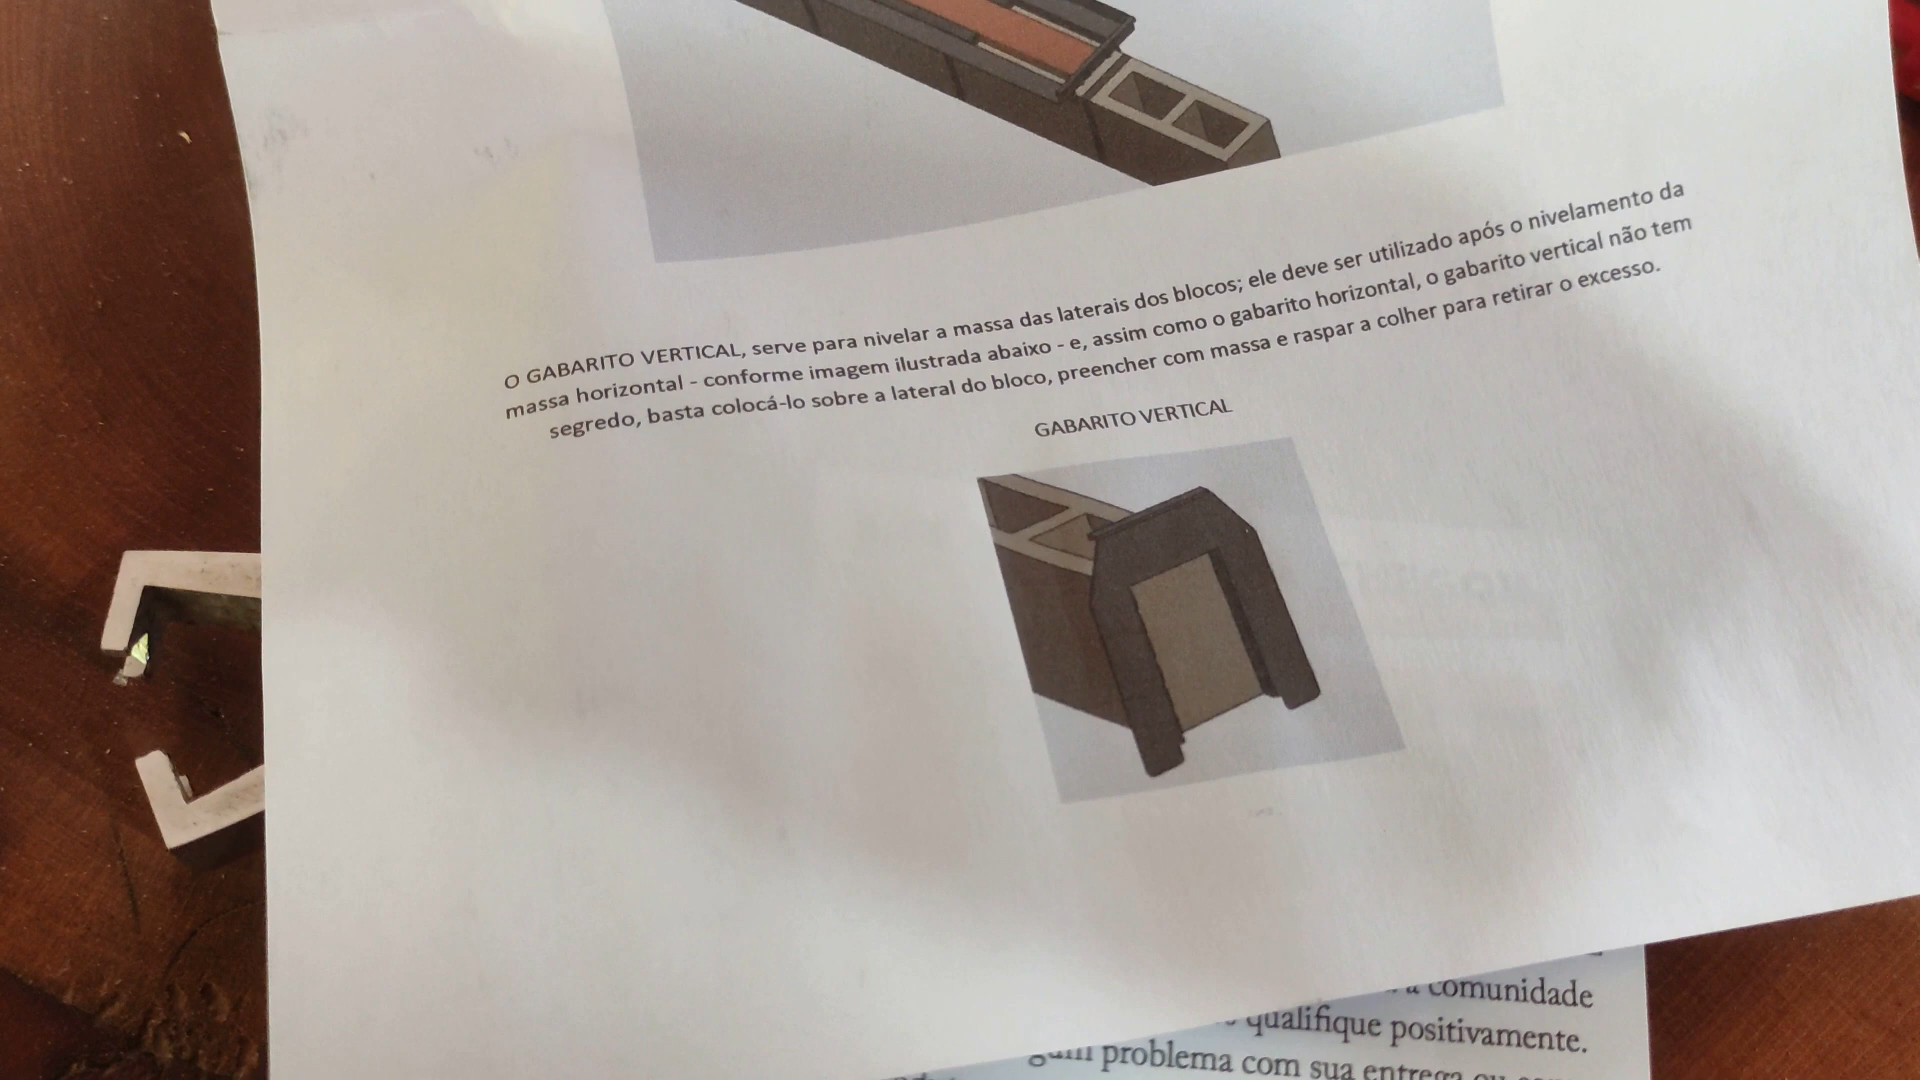 O GABARITO VERTICAL, serve para nivelar a massa das laterais dos blocos; ele deve ser utilizado após o nivelamento da
massa horizontal - conforme imagem ilustrada abaixo - e, assim como o gabarito horizontal, o gabarito vertical não tem
segredo, basta colocá-lo sobre a lateral do bloco, preencher com massa e raspar a colher para retirar o excesso.
GABARITO VERTICAL
comunidade
qualifique positivamente.
problema com sua entrega ou